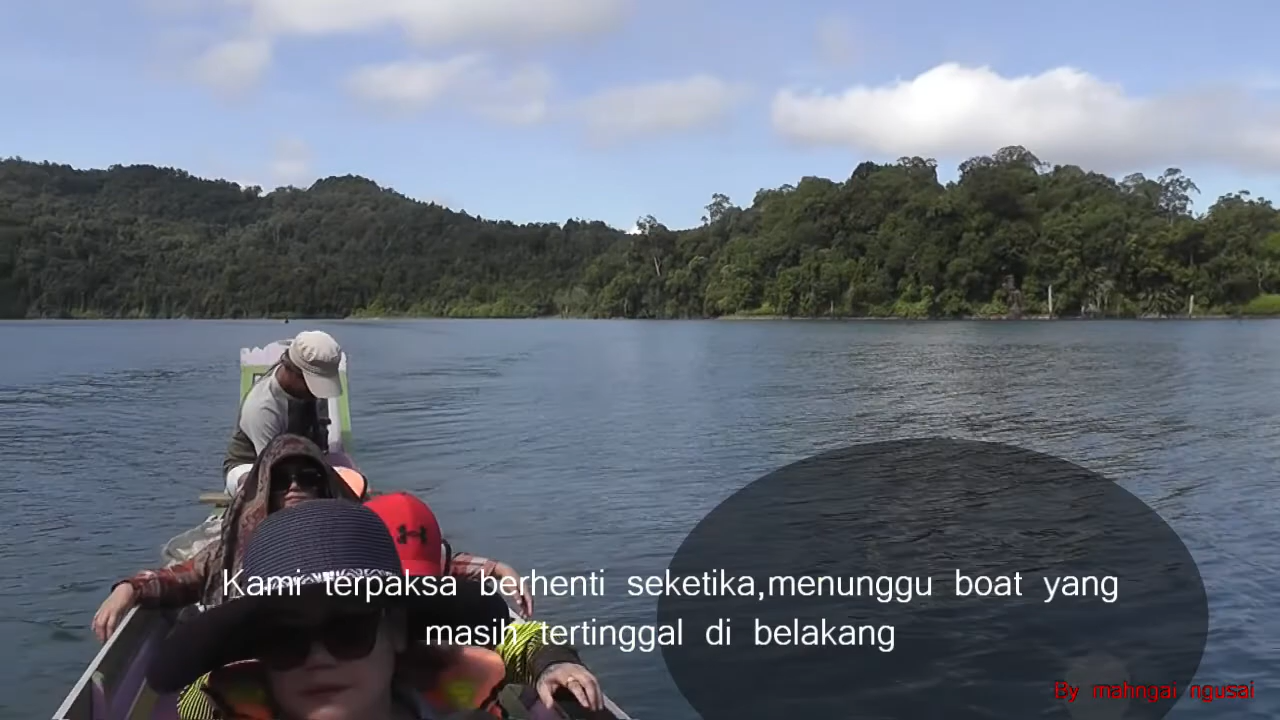 Kami terpaksa berhenti seketika,menunggu boat yang
masih tertinggal di belakang
By mahngai ngusai